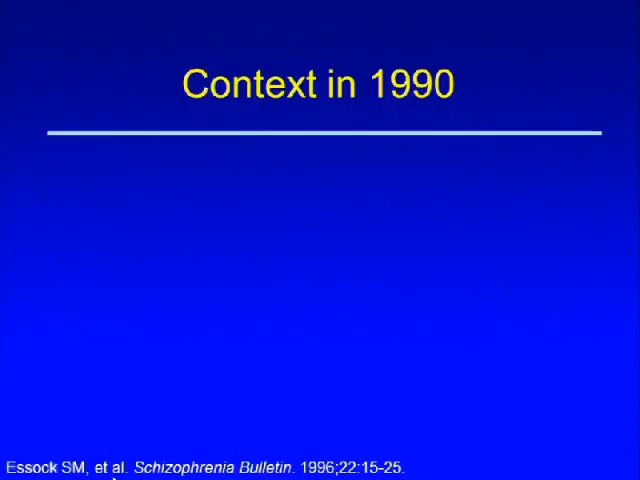 Context in 1990
Essock SM, et al. Schizophrenia Bulletin. 1996;22:15-25.